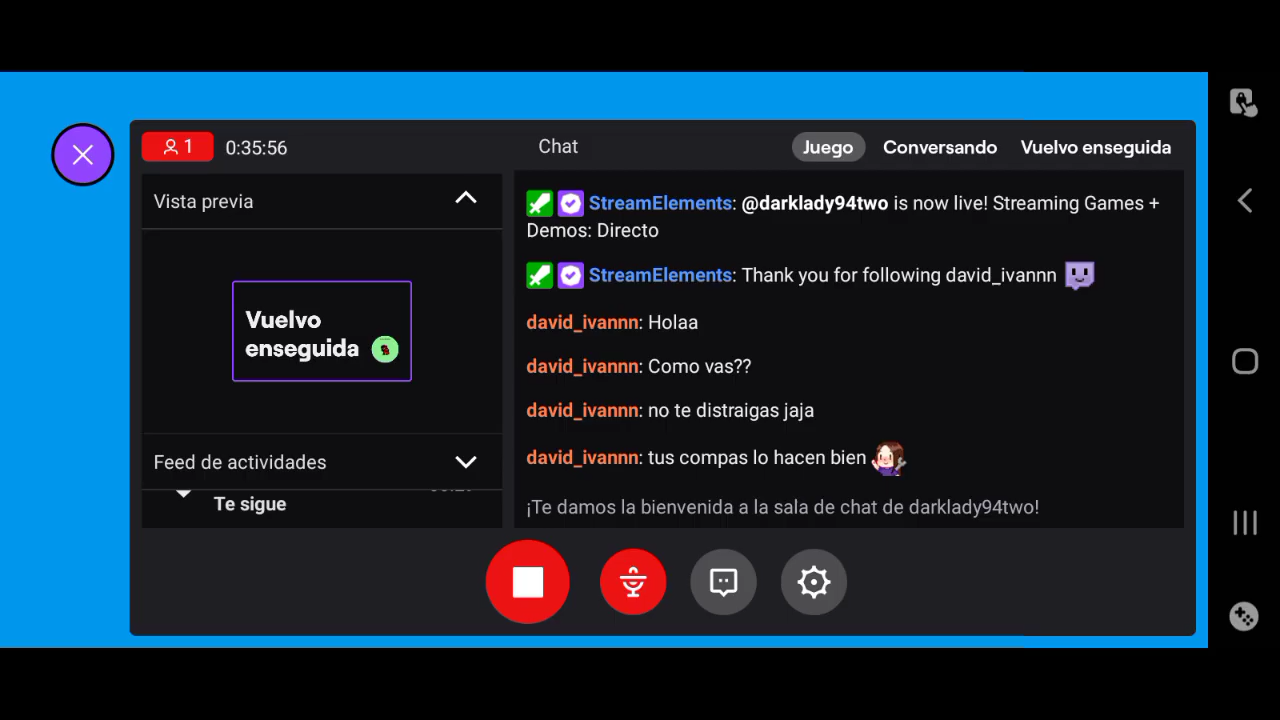 1 0:35:56 Chat Juego Conversando Vuelvo enseguida
Vista previa
Vuelvo
enseguida
Feed de actividades
Te sigue
StreamElements: @darklady94two is now live! Streaming Games +
Demos: Directo
StreamElements: Thank you for following david_ivannn
david_ivannn: Holaa
david_ivannn: Como vas??
david_ivannn: no te distraigas jaja
david_ivannn: tus compas lo hacen bien
¡Te damos la bienvenida a la sala de chat de darklady94two!